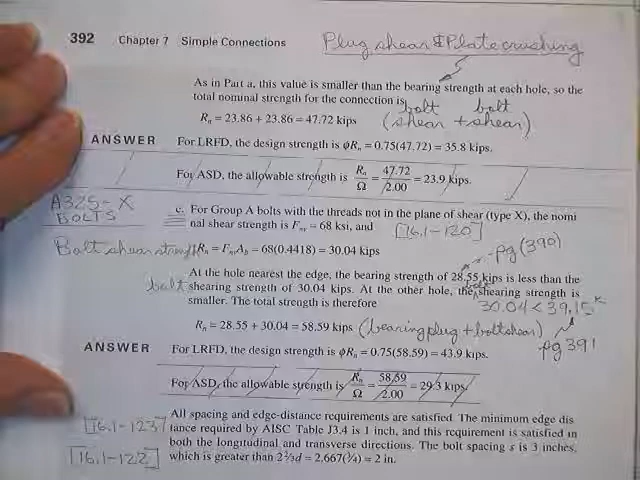 392 Chapter 7 Simple Connections
Plug shear & Plate crushing
As in Part a, this value is smaller than the bearing strength at each hole, so the
total nominal strength for the connection is
bolt bolt
Rn = 23.86 + 23.86 = 47.72 kips (shear + shear)
ANSWER For LRFD, the design strength is ϕRn = 0.75(47.72) = 35.8 kips.
For ASD, the allowable strength is Rn/Ω = 47.72/2.00 = 23.9 kips.
A325-X
BOLTS
c. For Group A bolts with the threads not in the plane of shear (type X), the nomi
nal shear strength is Fnv = 68 ksi, and [16.1-120]
Bolt shear strength Rn = FnvAb = 68(0.4418) = 30.04 kips
pg(390)
At the hole nearest the edge, the bearing strength of 28.55 kips is less than the
bolt shearing strength of 30.04 kips. At the other hole, the bolt shearing strength is
smaller. The total strength is therefore
30.04 < 39.15 K
Rn = 28.55 + 30.04 = 58.59 kips (bearing plug + bolt shear)
pg 391
ANSWER For LRFD, the design strength is ϕRn = 0.75(58.59) = 43.9 kips.
For ASD, the allowable strength is Rn/Ω = 58.59/2.00 = 29.3 kips
All spacing and edge-distance requirements are satisfied. The minimum edge dis
[16.1-123] tance required by AISC Table J3.4 is 1 inch, and this requirement is satisfied in
both the longitudinal and transverse directions. The bolt spacing s is 3 inches,
[16.1-122] which is greater than 2⅔d = 2.667(¾) = 2 in.